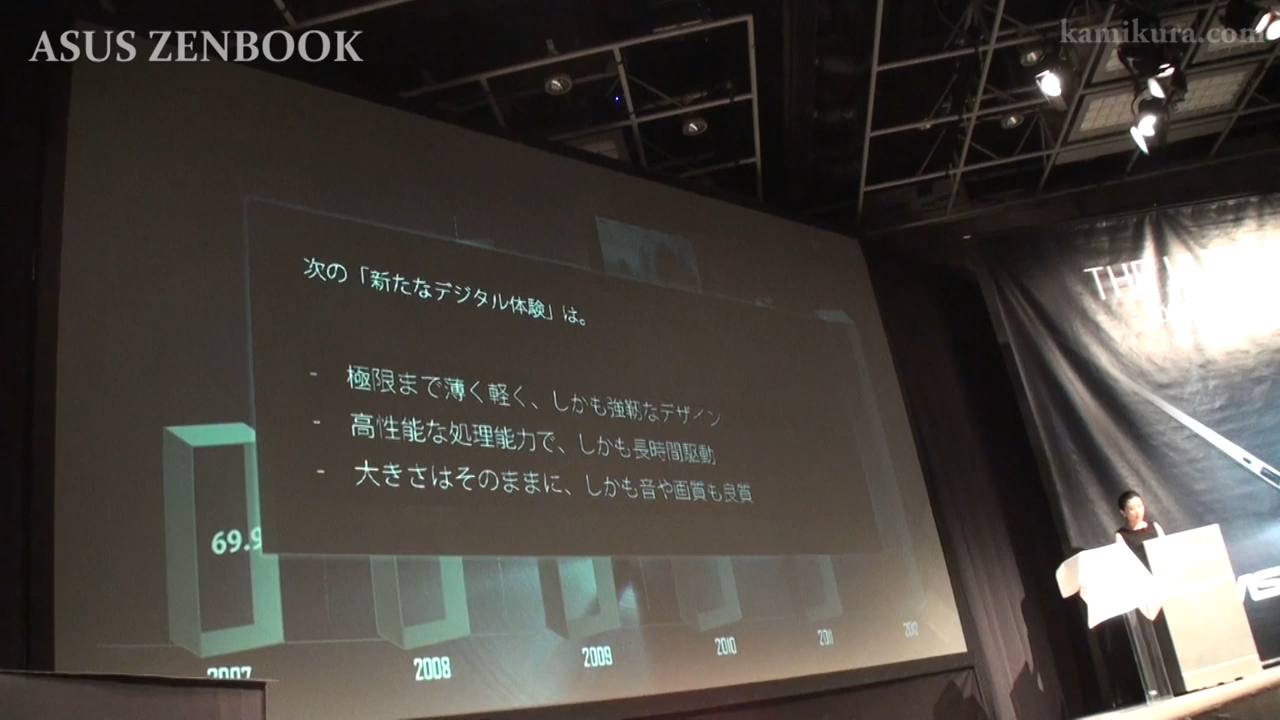 ASUS ZENBOOK
kamikura.com
次の「新たなデジタル体験」は。
- 極限まで薄く軽く、しかも強靭なデザイン
- 高性能な処理能力で、しかも長時間駆動
- 大きさはそのままに、しかも音や画質も良質
69.9
2007
2008
2009
2010
2011
2012